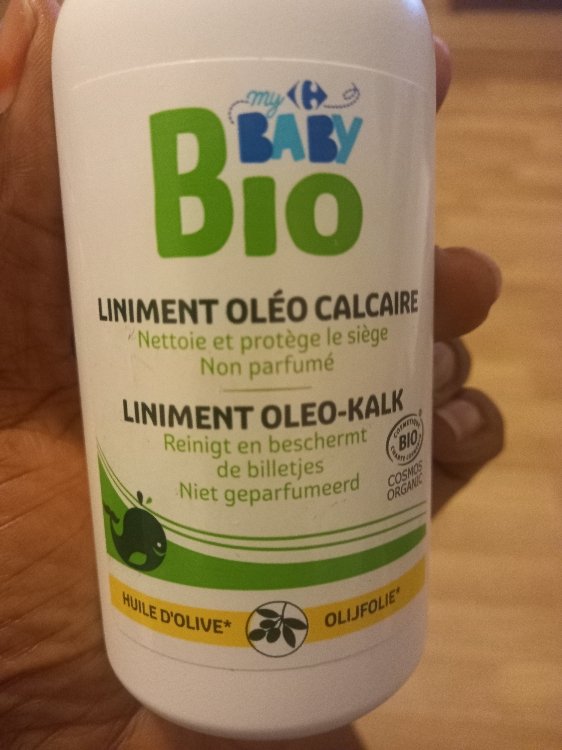 my
BABY
BIO
LINIMENT OLÉO CALCAIRE
Nettoie et protège le siège
Non parfumé
LINIMENT OLEO-KALK
Reinigt en beschermt
de billetjes
Niet geparfumeerd
COSMETIQUE
BIO
COSMOS
ORGANIC
HUILE D'OLIVE*
OLIJFOLIE*